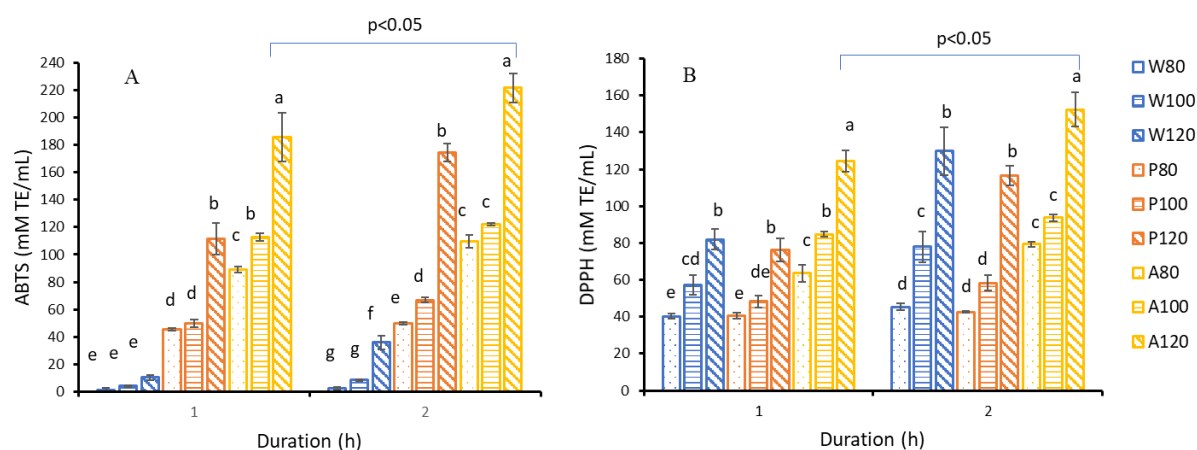 p<0.05
A
ABTS (mM TE/mL)
240
220
200
180
160
140
120
100
80
60
40
20
0
e e e d d b c b a
g g f e d b c c a
1 2
Duration (h)
p<0.05
B
DPPH (mM TE/mL)
180
160
140
120
100
80
60
40
20
0
e cd b e de b c b a
d c b d d b c c a
1 2
Duration (h)
W80
W100
W120
P80
P100
P120
A80
A100
A120